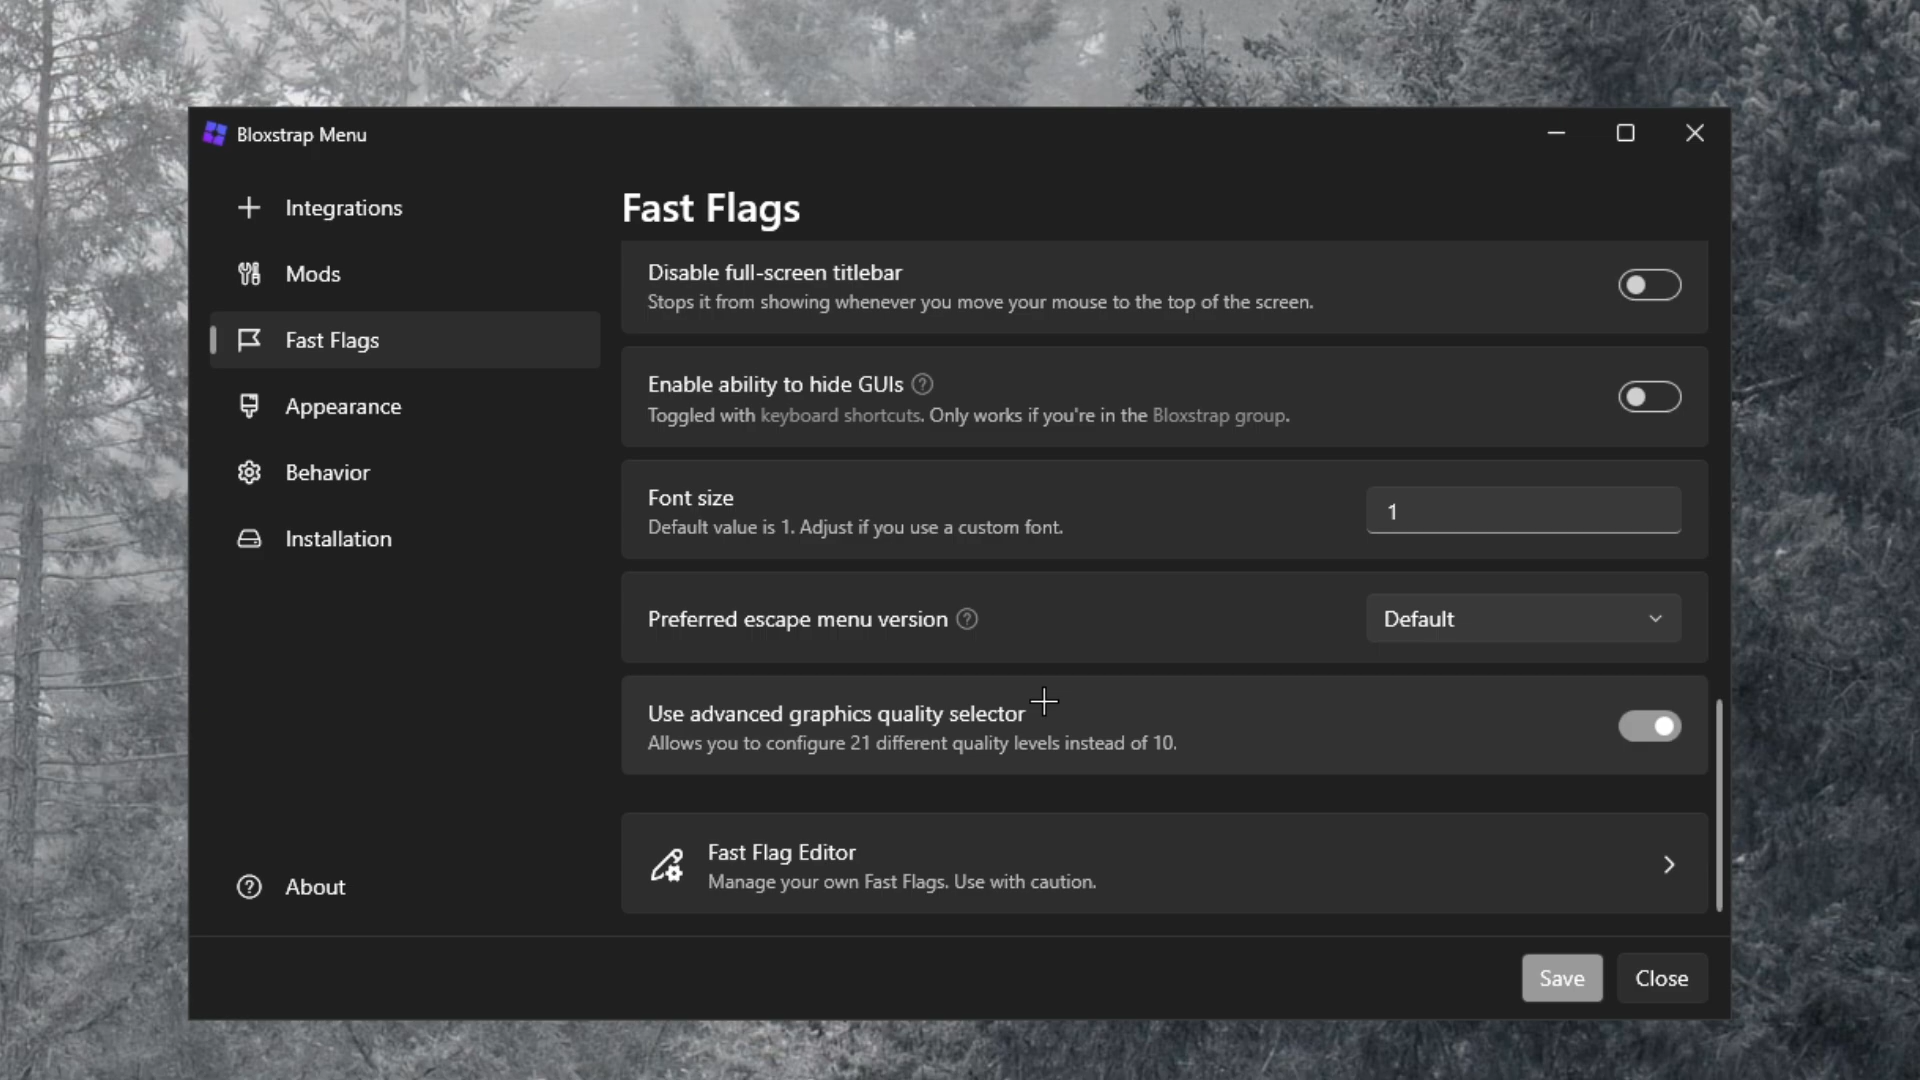 Bloxstrap Menu
Integrations
Mods
Fast Flags
Appearance
Behavior
Installation
About
Fast Flags
Disable full-screen titlebar
Stops it from showing whenever you move your mouse to the top of the screen.
Enable ability to hide GUIs
Toggled with keyboard shortcuts. Only works if you're in the Bloxstrap group.
Font size
Default value is 1. Adjust if you use a custom font.
1
Preferred escape menu version
Default
Use advanced graphics quality selector
Allows you to configure 21 different quality levels instead of 10.
Fast Flag Editor
Manage your own Fast Flags. Use with caution.
Save
Close